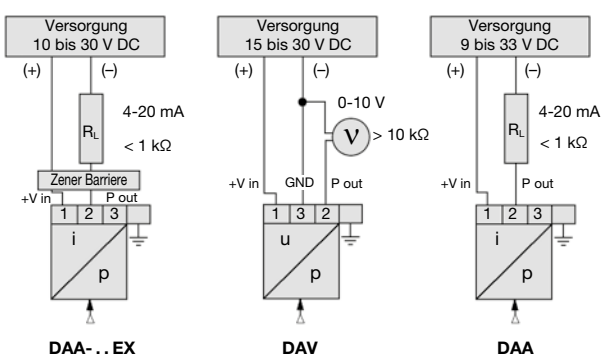 Versorgung
10 bis 30 V DC
(+)
(–)
R_L
4-20 mA
< 1 kΩ
Zener Barriere
+V in
P out
1 2 3
i
p
DAA- . . EX
Versorgung
15 bis 30 V DC
(+)
(–)
0-10 V
V
> 10 kΩ
+V in
GND
P out
1 3 2
u
p
DAV
Versorgung
9 bis 33 V DC
(+)
(–)
R_L
4-20 mA
< 1 kΩ
+V in
P out
1 2 3
i
p
DAA